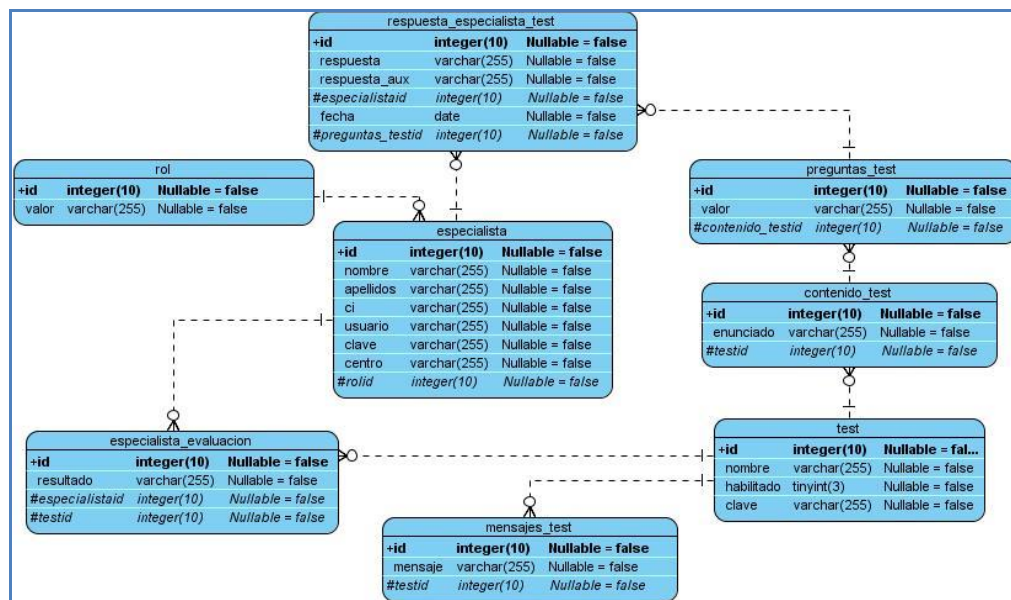 respuesta_especialista_test
+id integer(10) Nullable = false
respuesta varchar(255) Nullable = false
respuesta_aux varchar(255) Nullable = false
#especialistaid integer(10) Nullable = false
fecha date Nullable = false
#preguntas_testid integer(10) Nullable = false
rol
+id integer(10) Nullable = false
valor varchar(255) Nullable = false
preguntas_test
+id integer(10) Nullable = false
valor varchar(255) Nullable = false
#contenido_testid integer(10) Nullable = false
especialista
+id integer(10) Nullable = false
nombre varchar(255) Nullable = false
apellidos varchar(255) Nullable = false
ci varchar(255) Nullable = false
usuario varchar(255) Nullable = false
clave varchar(255) Nullable = false
centro varchar(255) Nullable = false
#rolid integer(10) Nullable = false
contenido_test
+id integer(10) Nullable = false
enunciado varchar(255) Nullable = false
#testid integer(10) Nullable = false
especialista_evaluacion
+id integer(10) Nullable = false
resultado varchar(255) Nullable = false
#especialistaid integer(10) Nullable = false
#testid integer(10) Nullable = false
test
+id integer(10) Nullable = fal...
nombre varchar(255) Nullable = false
habilitado tinyint(3) Nullable = false
clave varchar(255) Nullable = false
mensajes_test
+id integer(10) Nullable = false
mensaje varchar(255) Nullable = false
#testid integer(10) Nullable = false